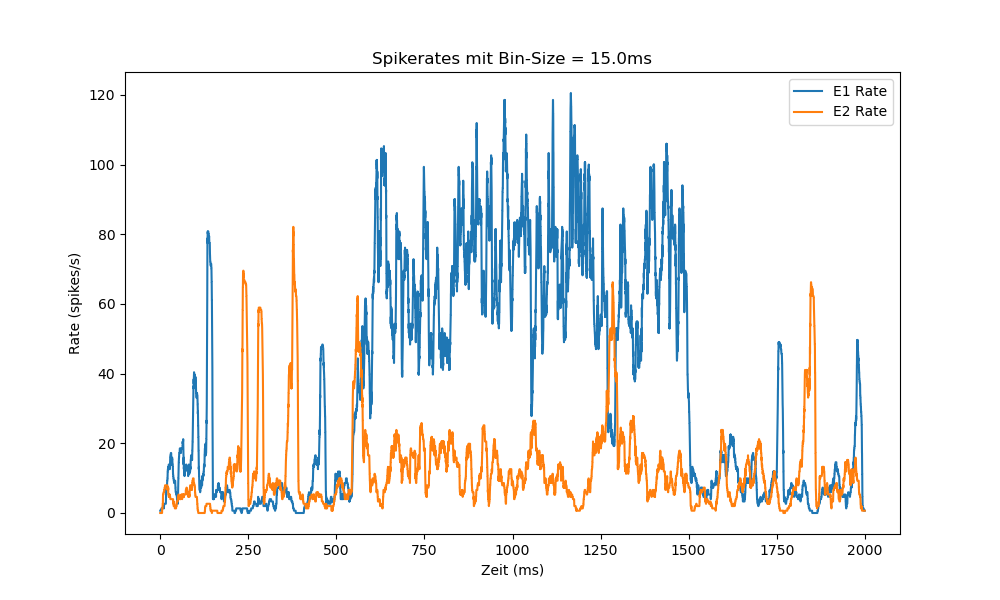 Spikerates mit Bin-Size = 15.0ms
E1 Rate
E2 Rate
Rate (spikes/s)
120
100
80
60
40
20
0
0 250 500 750 1000 1250 1500 1750 2000
Zeit (ms)